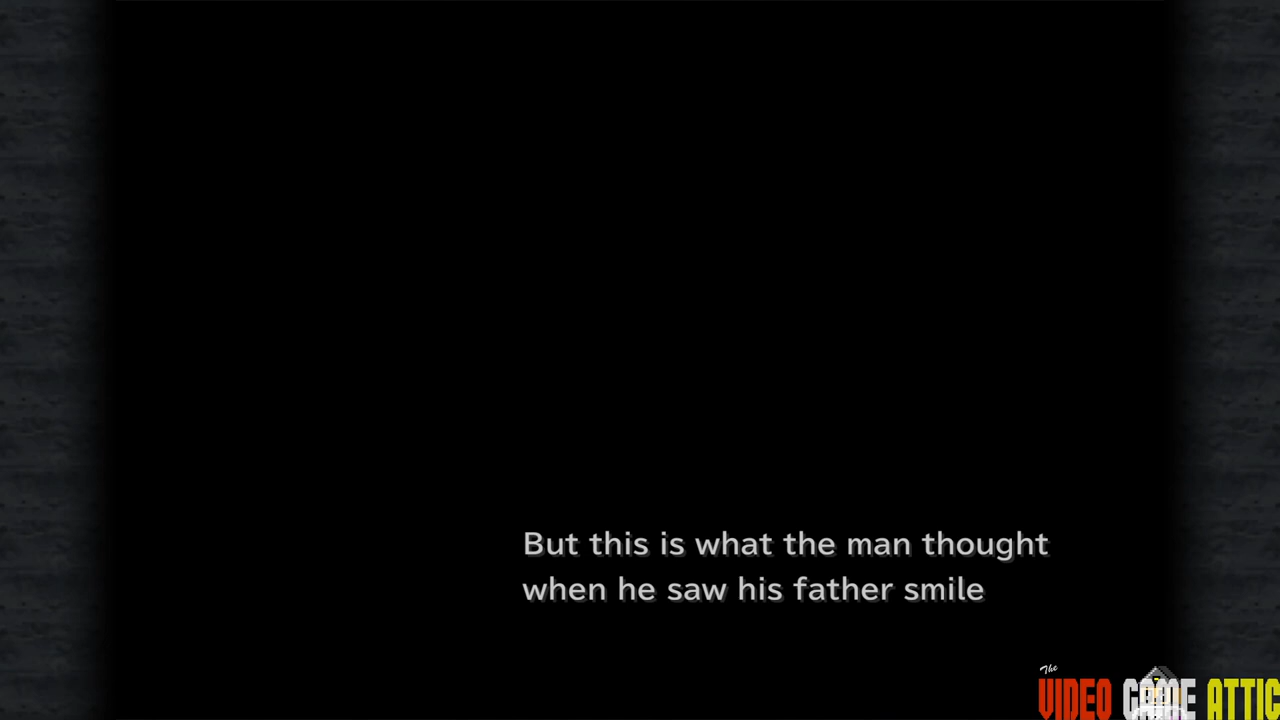 But this is what the man thought
when he saw his father smile
The
VIDEO GAME ATTIC